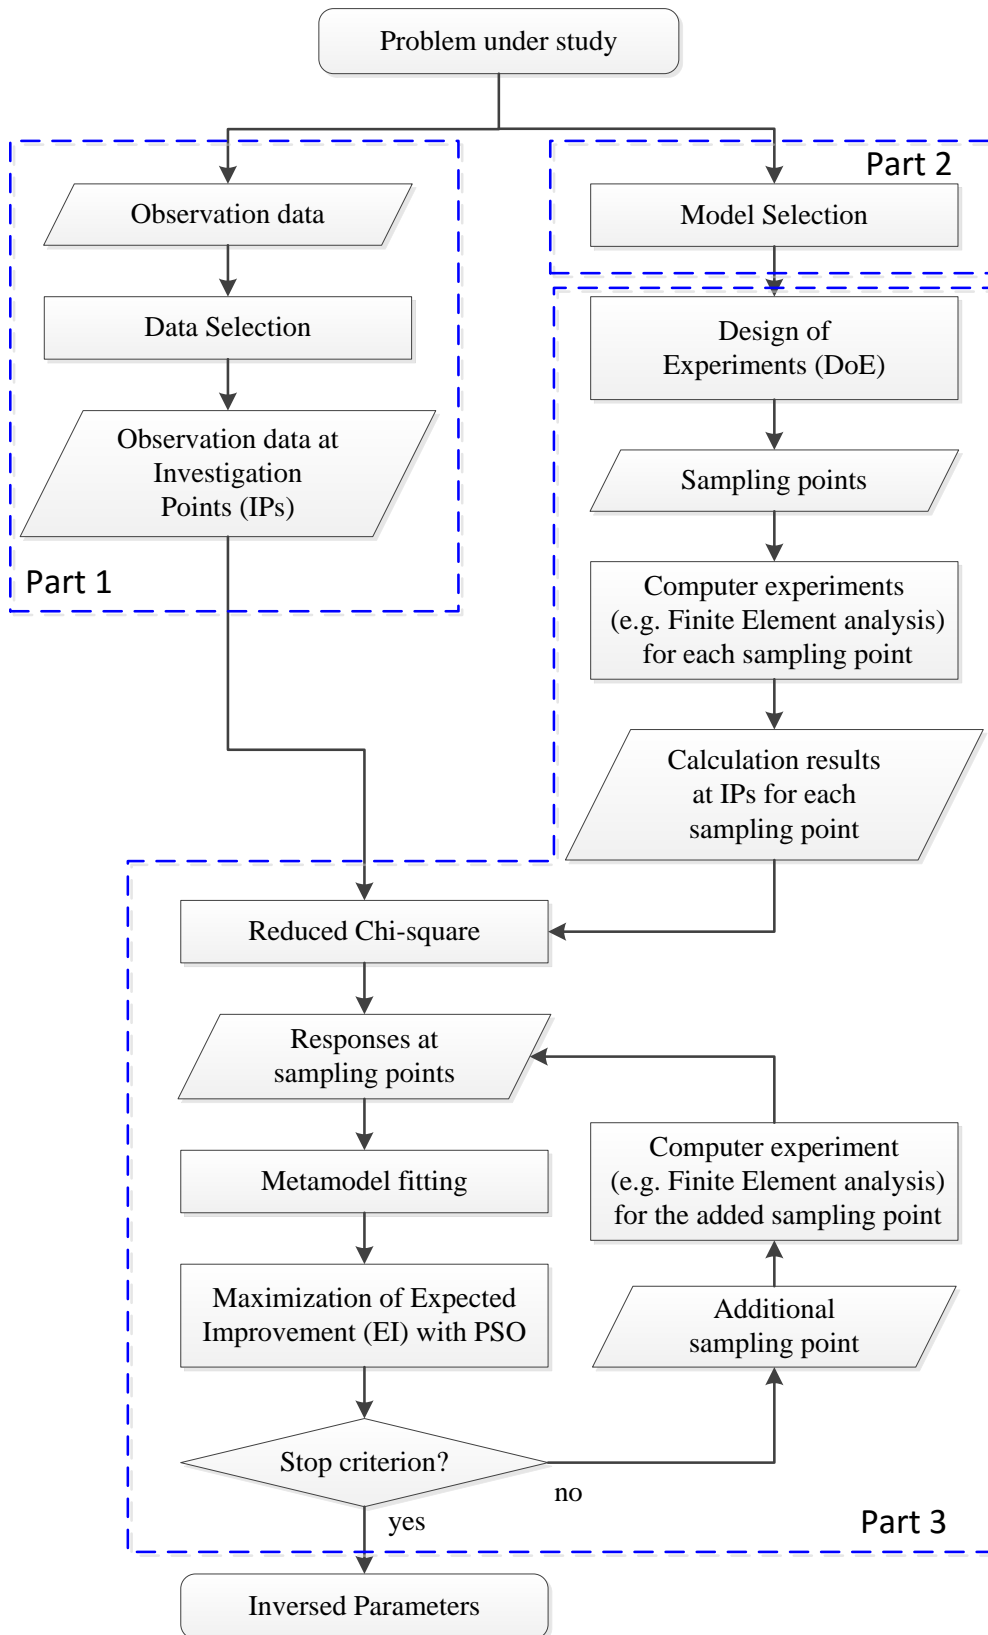 Problem under study
Part 2
Observation data
Model Selection
Data Selection
Design of
Experiments (DoE)
Observation data at
Investigation
Points (IPs)
Sampling points
Part 1
Computer experiments
(e.g. Finite Element analysis)
for each sampling point
Calculation results
at IPs for each
sampling point
Reduced Chi-square
Responses at
sampling points
Metamodel fitting
Computer experiment
(e.g. Finite Element analysis)
for the added sampling point
Maximization of Expected
Improvement (EI) with PSO
Additional
sampling point
Stop criterion?
no
yes
Part 3
Inversed Parameters